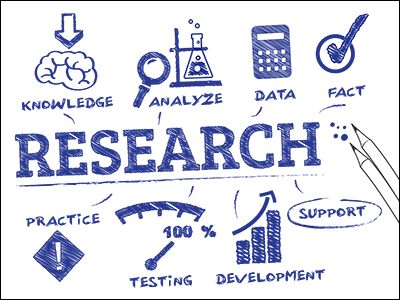 KNOWLEDGE
ANALYZE
DATA
FACT
RESEARCH
PRACTICE
100 %
SUPPORT
!
TESTING
DEVELOPMENT